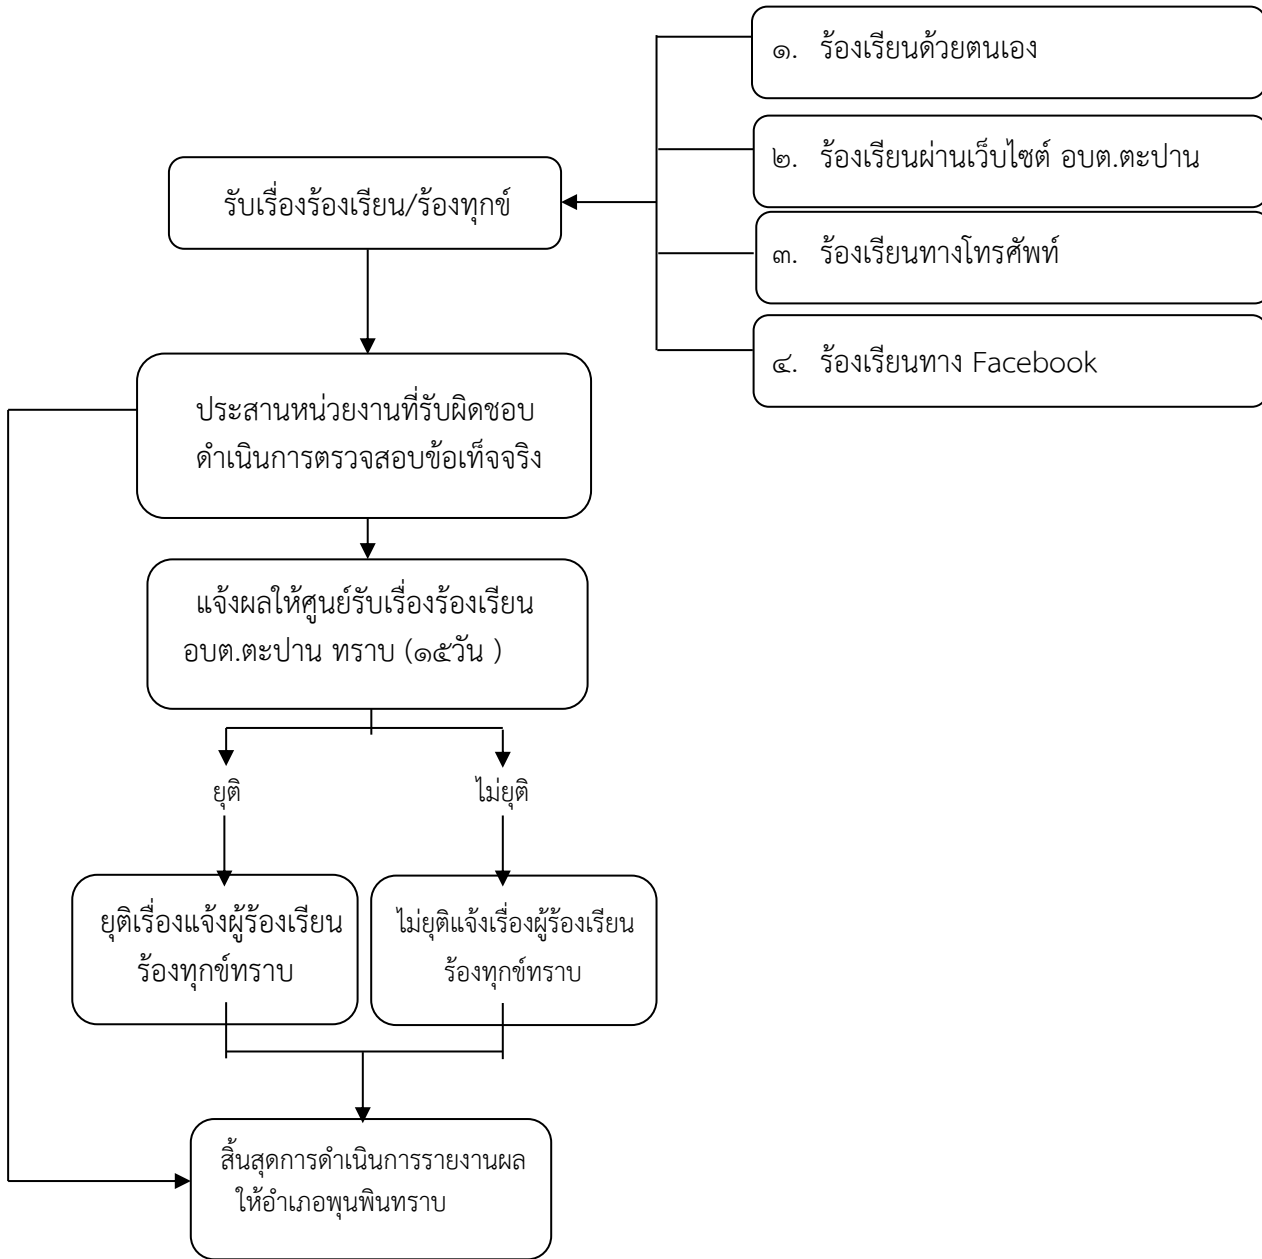 ๑. ร้องเรียนด้วยตนเอง
๒. ร้องเรียนผ่านเว็บไซต์ อบต.ตะปาน
รับเรื่องร้องเรียน/ร้องทุกข์
๓. ร้องเรียนทางโทรศัพท์
๔. ร้องเรียนทาง Facebook
ประสานหน่วยงานที่รับผิดชอบ
ดำเนินการตรวจสอบข้อเท็จจริง
แจ้งผลให้ศูนย์รับเรื่องร้องเรียน
อบต.ตะปาน ทราบ (๑๕วัน )
ยุติ
ไม่ยุติ
ยุติเรื่องแจ้งผู้ร้องเรียน
ร้องทุกข์ทราบ
ไม่ยุติแจ้งเรื่องผู้ร้องเรียน
ร้องทุกข์ทราบ
สิ้นสุดการดำเนินการรายงานผล
ให้อำเภอพุนพินทราบ